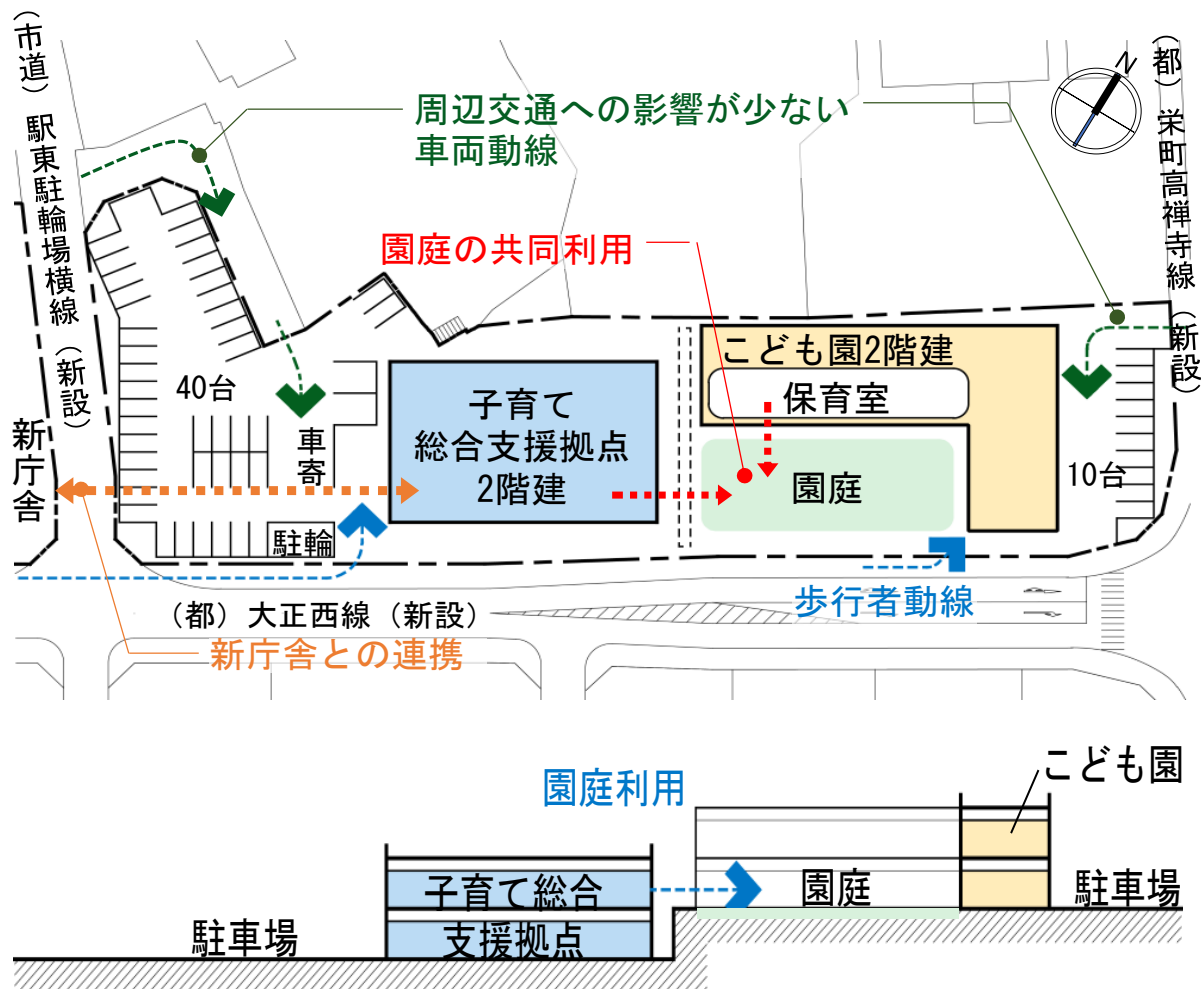 (市道)駅東駐輪場横線(新設)
N
(都)栄町高禅寺線(新設)
周辺交通への影響が少ない
車両動線
園庭の共同利用
こども園2階建
保育室
40台
子育て
総合支援拠点
2階建
車寄
園庭
10台
新庁舎
駐輪
歩行者動線
(都)大正西線(新設)
新庁舎との連携
こども園
園庭利用
子育て総合
支援拠点
園庭
駐車場
駐車場